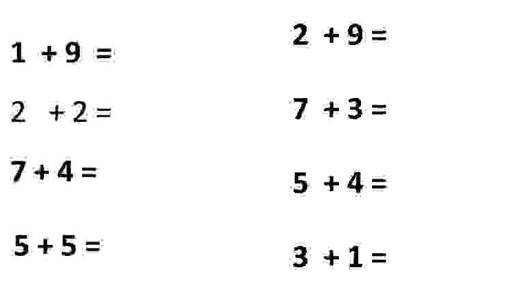 1 + 9 =
2 + 2 =
7 + 4 =
5 + 5 =
2 + 9 =
7 + 3 =
5 + 4 =
3 + 1 =